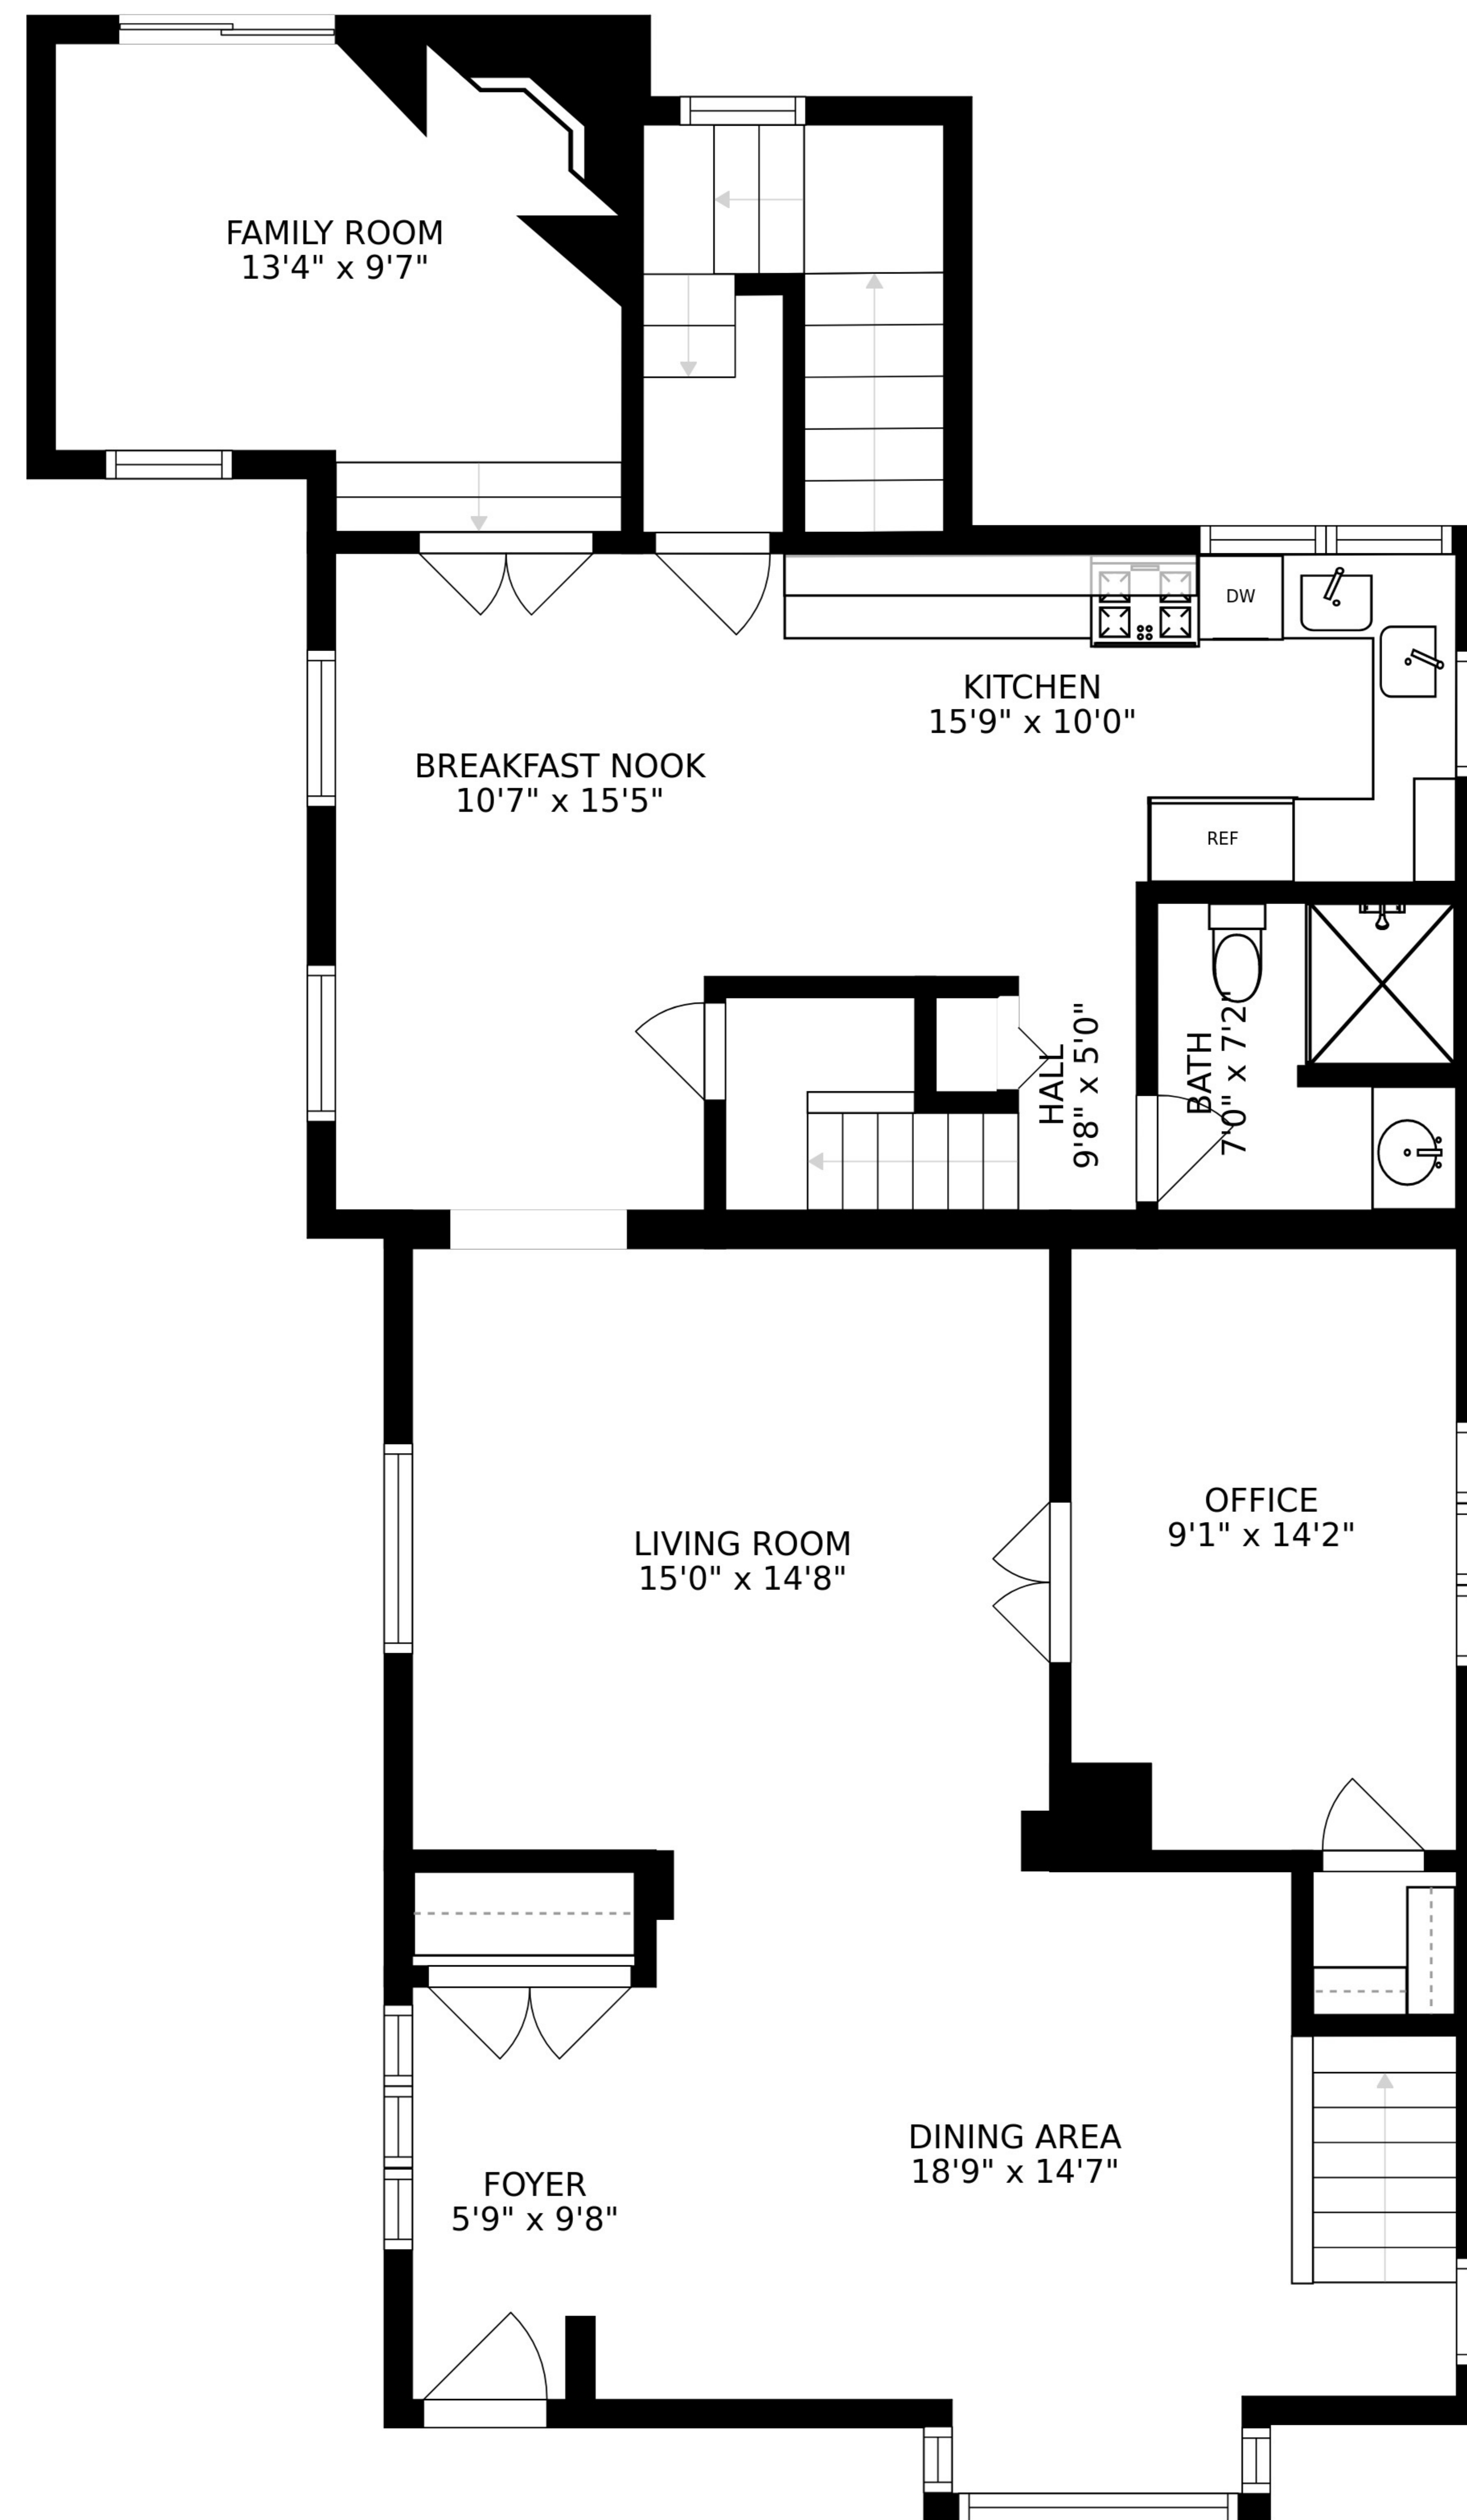 FAMILY ROOM
13'4" x 9'7"
DW
KITCHEN
15'9" x 10'0"
BREAKFAST NOOK
10'7" x 15'5"
REF
HALL
9'8" x 5'0"
BATH
7'0" x 7'2"
OFFICE
9'1" x 14'2"
LIVING ROOM
15'0" x 14'8"
DINING AREA
18'9" x 14'7"
FOYER
5'9" x 9'8"